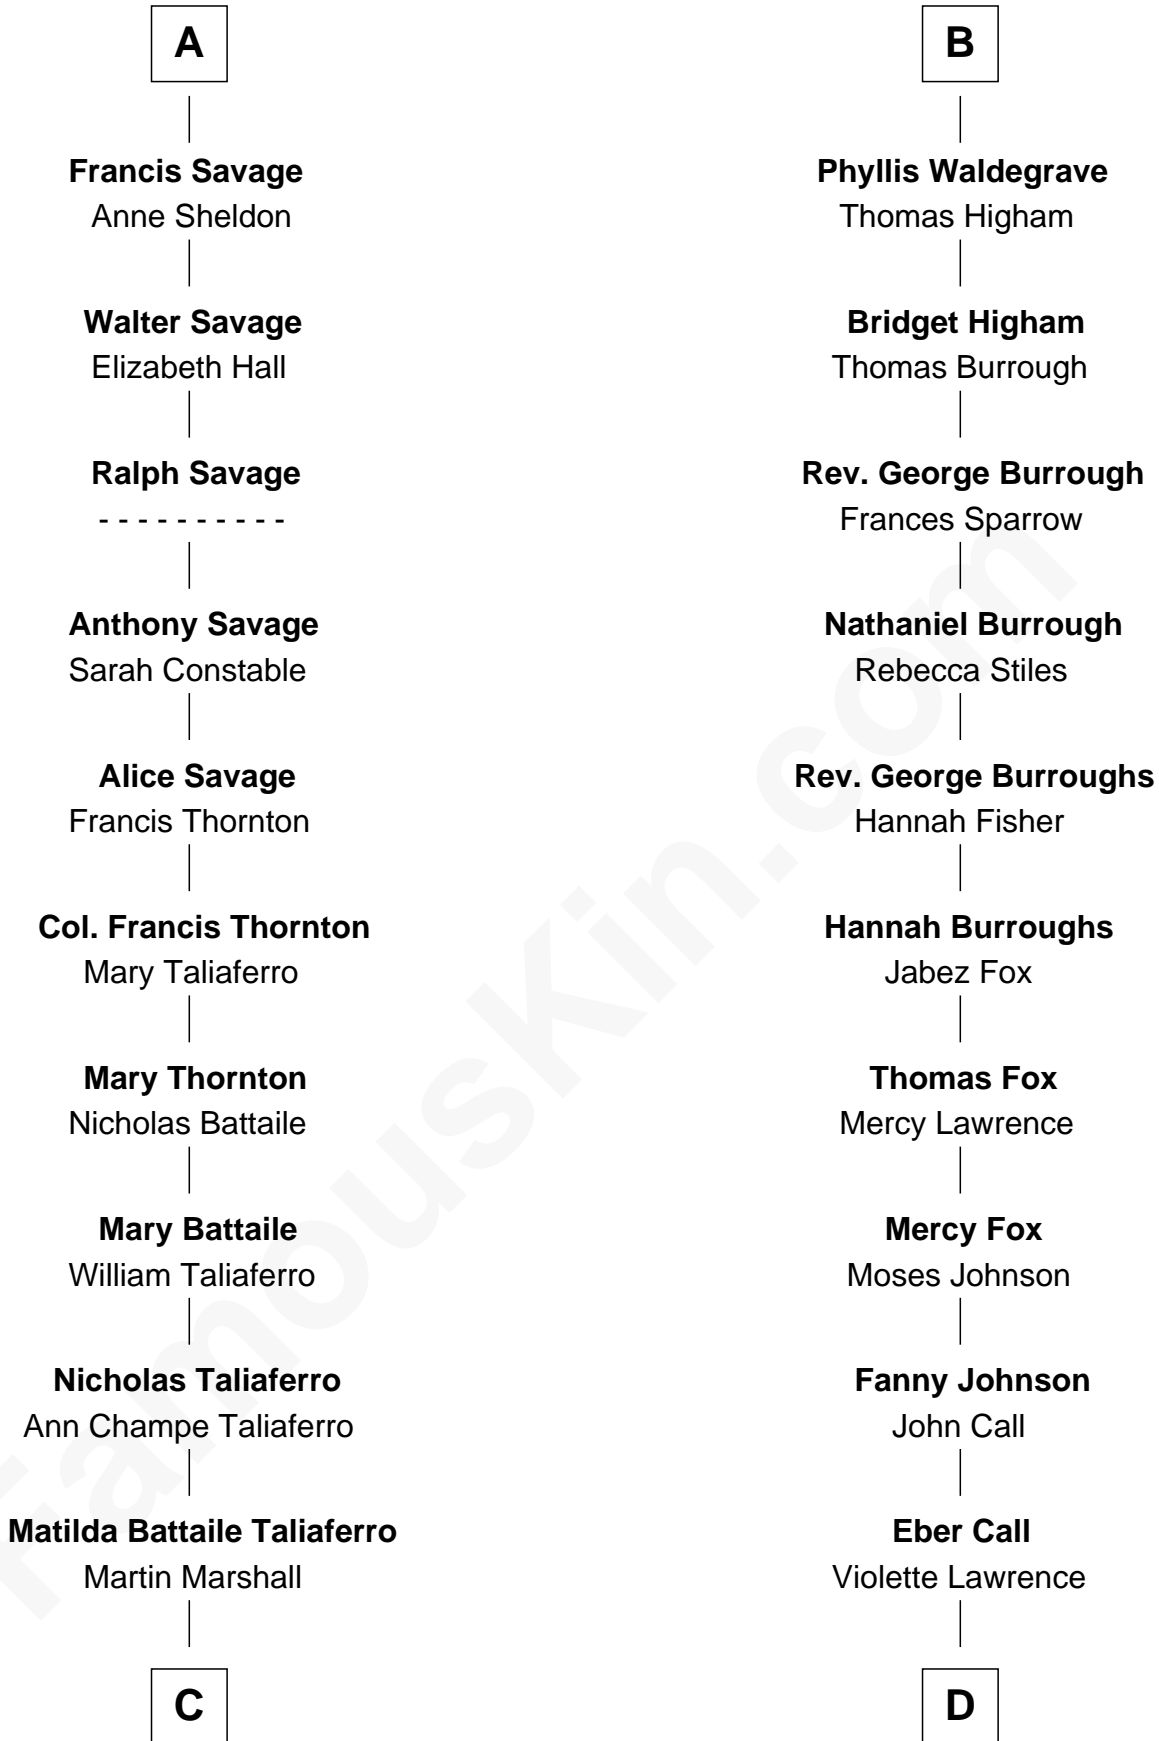 A
Francis Savage
Anne Sheldon
Walter Savage
Elizabeth Hall
Ralph Savage
- - - - - - - - - -
Anthony Savage
Sarah Constable
Alice Savage
Francis Thornton
Col. Francis Thornton
Mary Taliaferro
Mary Thornton
Nicholas Battaile
Mary Battaile
William Taliaferro
Nicholas Taliaferro
Ann Champe Taliaferro
Matilda Battaile Taliaferro
Martin Marshall
C
B
Phyllis Waldegrave
Thomas Higham
Bridget Higham
Thomas Burrough
Rev. George Burrough
Frances Sparrow
Nathaniel Burrough
Rebecca Stiles
Rev. George Burroughs
Hannah Fisher
Hannah Burroughs
Jabez Fox
Thomas Fox
Mercy Lawrence
Mercy Fox
Moses Johnson
Fanny Johnson
John Call
Eber Call
Violette Lawrence
D
FamousKin.com